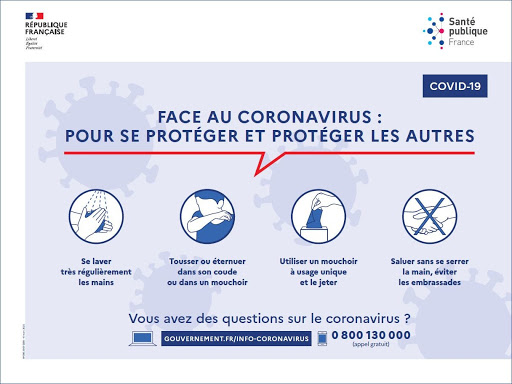 RÉPUBLIQUE
FRANÇAISE
Liberté
Égalité
Fraternité
Santé
publique
France
COVID-19
FACE AU CORONAVIRUS :
POUR SE PROTÉGER ET PROTÉGER LES AUTRES
Se laver
très régulièrement
les mains
Tousser ou éternuer
dans son coude
ou dans un mouchoir
Utiliser un mouchoir
à usage unique
et le jeter
Saluer sans se serrer
la main, éviter
les embrassades
Vous avez des questions sur le coronavirus ?
GOUVERNEMENT.FR/INFO-CORONAVIRUS
0 800 130 000
(appel gratuit)